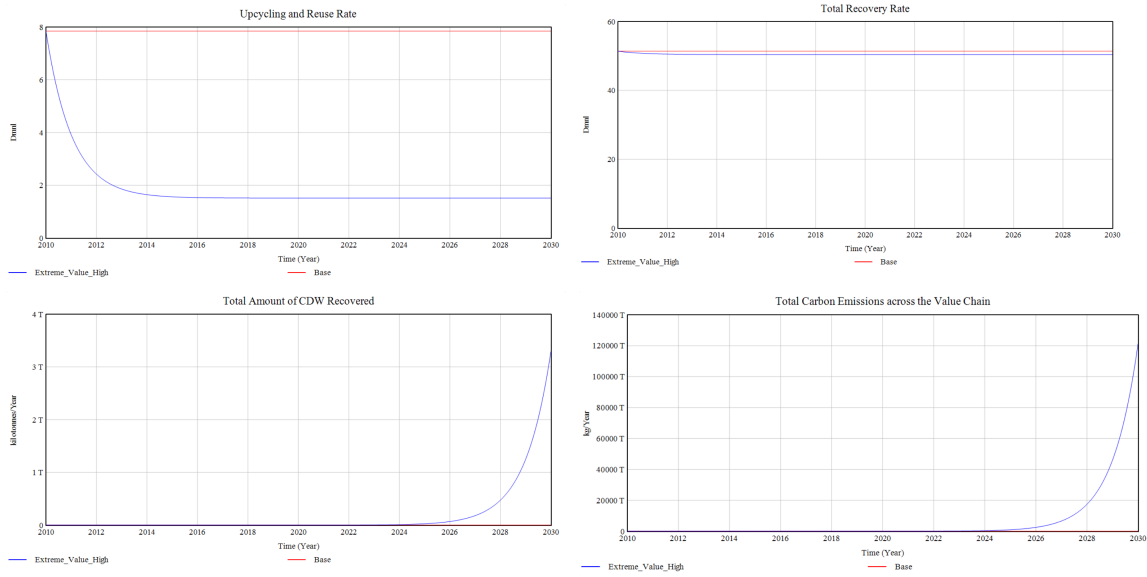 Upcycling and Reuse Rate
8
6
4
2
0
Dmnl
2010 2012 2014 2016 2018 2020 2022 2024 2026 2028 2030
Time (Year)
Extreme_Value_High Base
Total Recovery Rate
60
40
20
0
Dmnl
2010 2012 2014 2016 2018 2020 2022 2024 2026 2028 2030
Time (Year)
Extreme_Value_High Base
Total Amount of CDW Recovered
4 T
3 T
2 T
1 T
0
kilotonnes/Year
2010 2012 2014 2016 2018 2020 2022 2024 2026 2028 2030
Time (Year)
Extreme_Value_High Base
Total Carbon Emissions across the Value Chain
140000 T
120000 T
100000 T
80000 T
60000 T
40000 T
20000 T
0
kg/Year
2010 2012 2014 2016 2018 2020 2022 2024 2026 2028 2030
Time (Year)
Extreme_Value_High Base